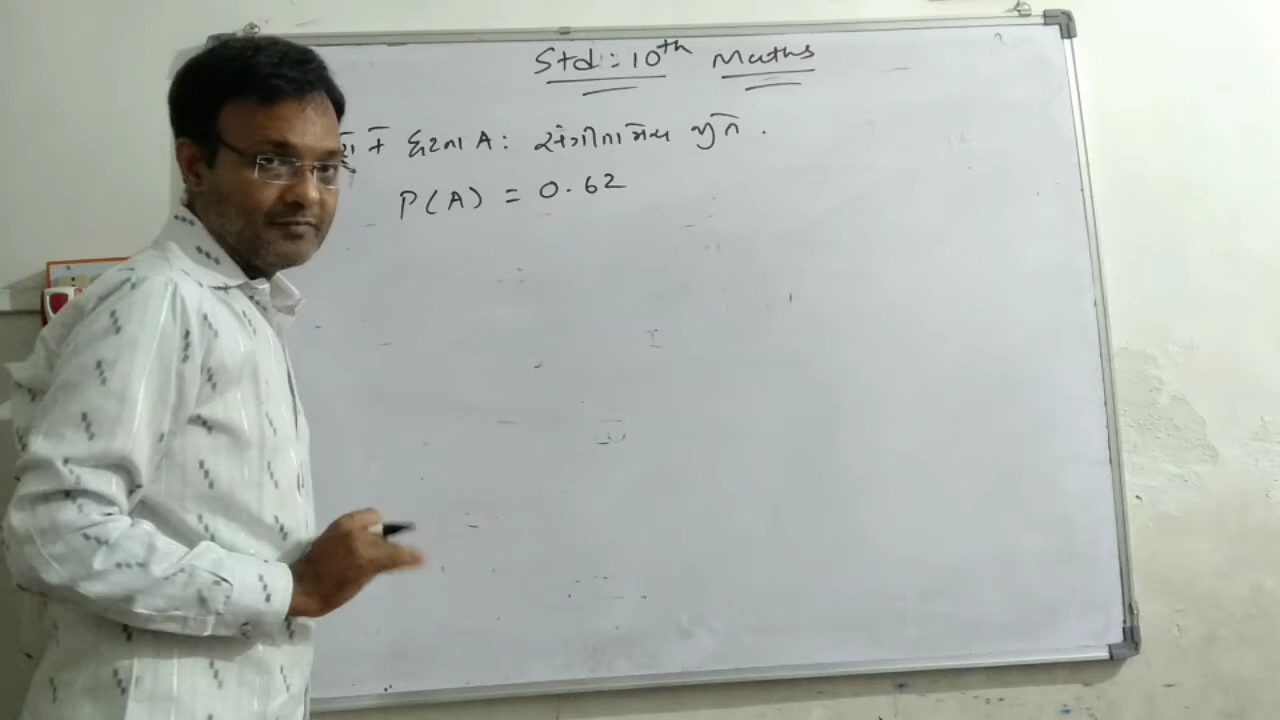 Std : 10th Maths
ઘટના A : સંગીતા મેચ જીતે .
P(A) = 0.62